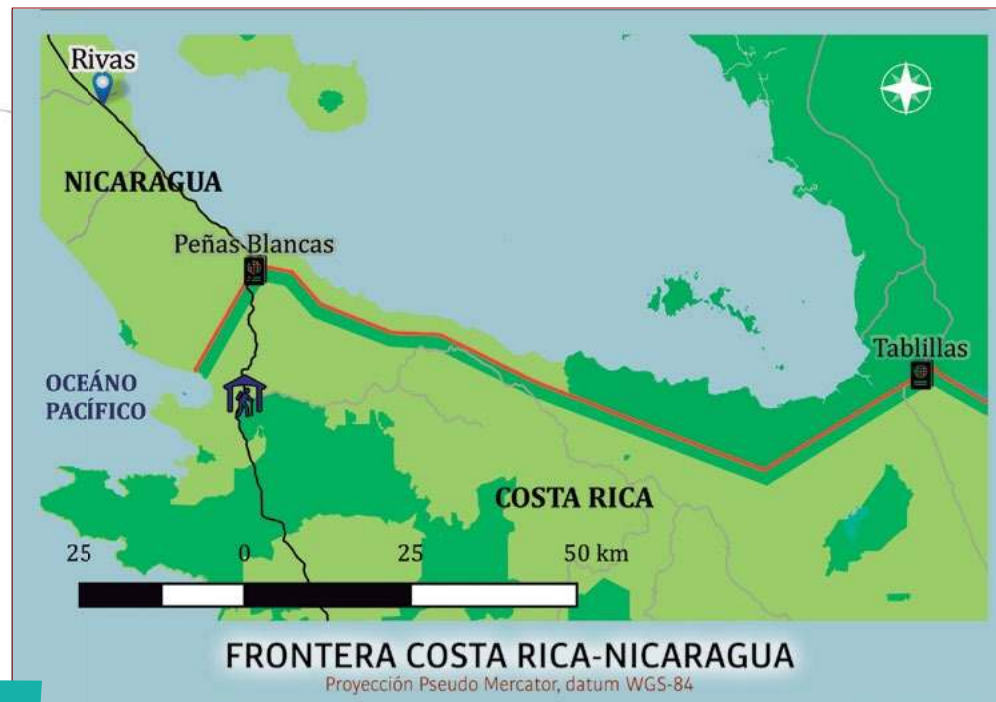 Rivas
NICARAGUA
Peñas Blancas
Tablillas
OCEÁNO
PACÍFICO
COSTA RICA
25 0 25 50 km
FRONTERA COSTA RICA-NICARAGUA
Proyección Pseudo Mercator, datum WGS-84